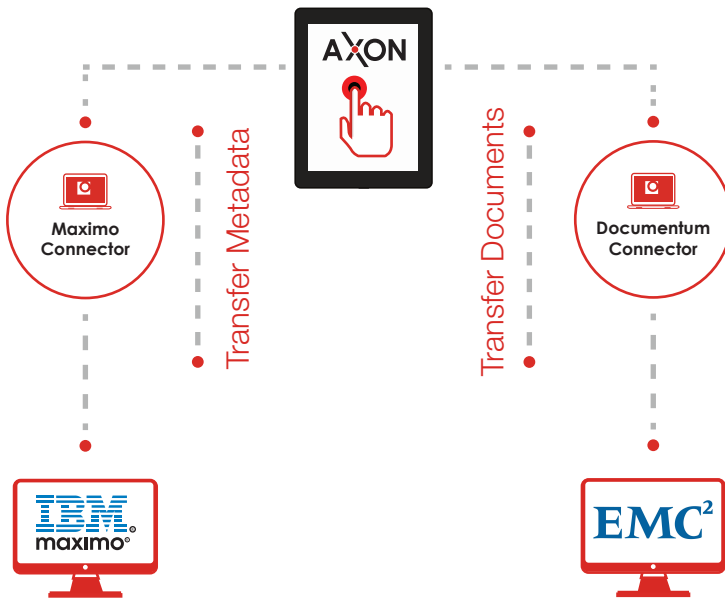 AXON
Transfer Metadata
Transfer Documents
Maximo
Connector
Documentum
Connector
IBM®
maximo®
EMC²